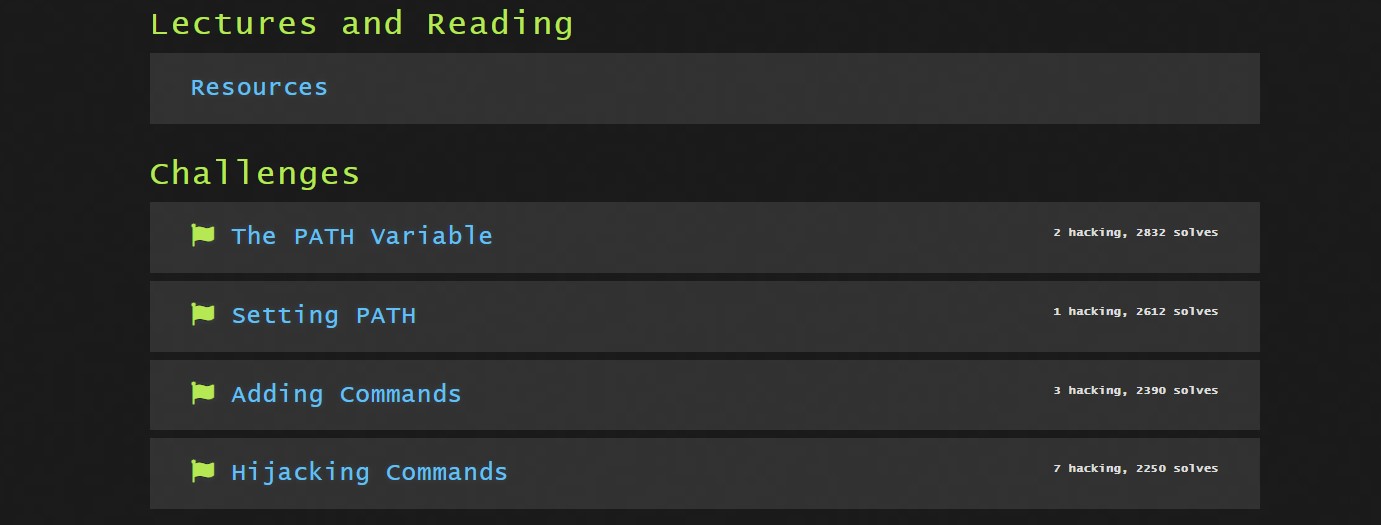 Lectures and Reading
Resources
Challenges
The PATH Variable
2 hacking, 2832 solves
Setting PATH
1 hacking, 2612 solves
Adding Commands
3 hacking, 2390 solves
Hijacking Commands
7 hacking, 2250 solves